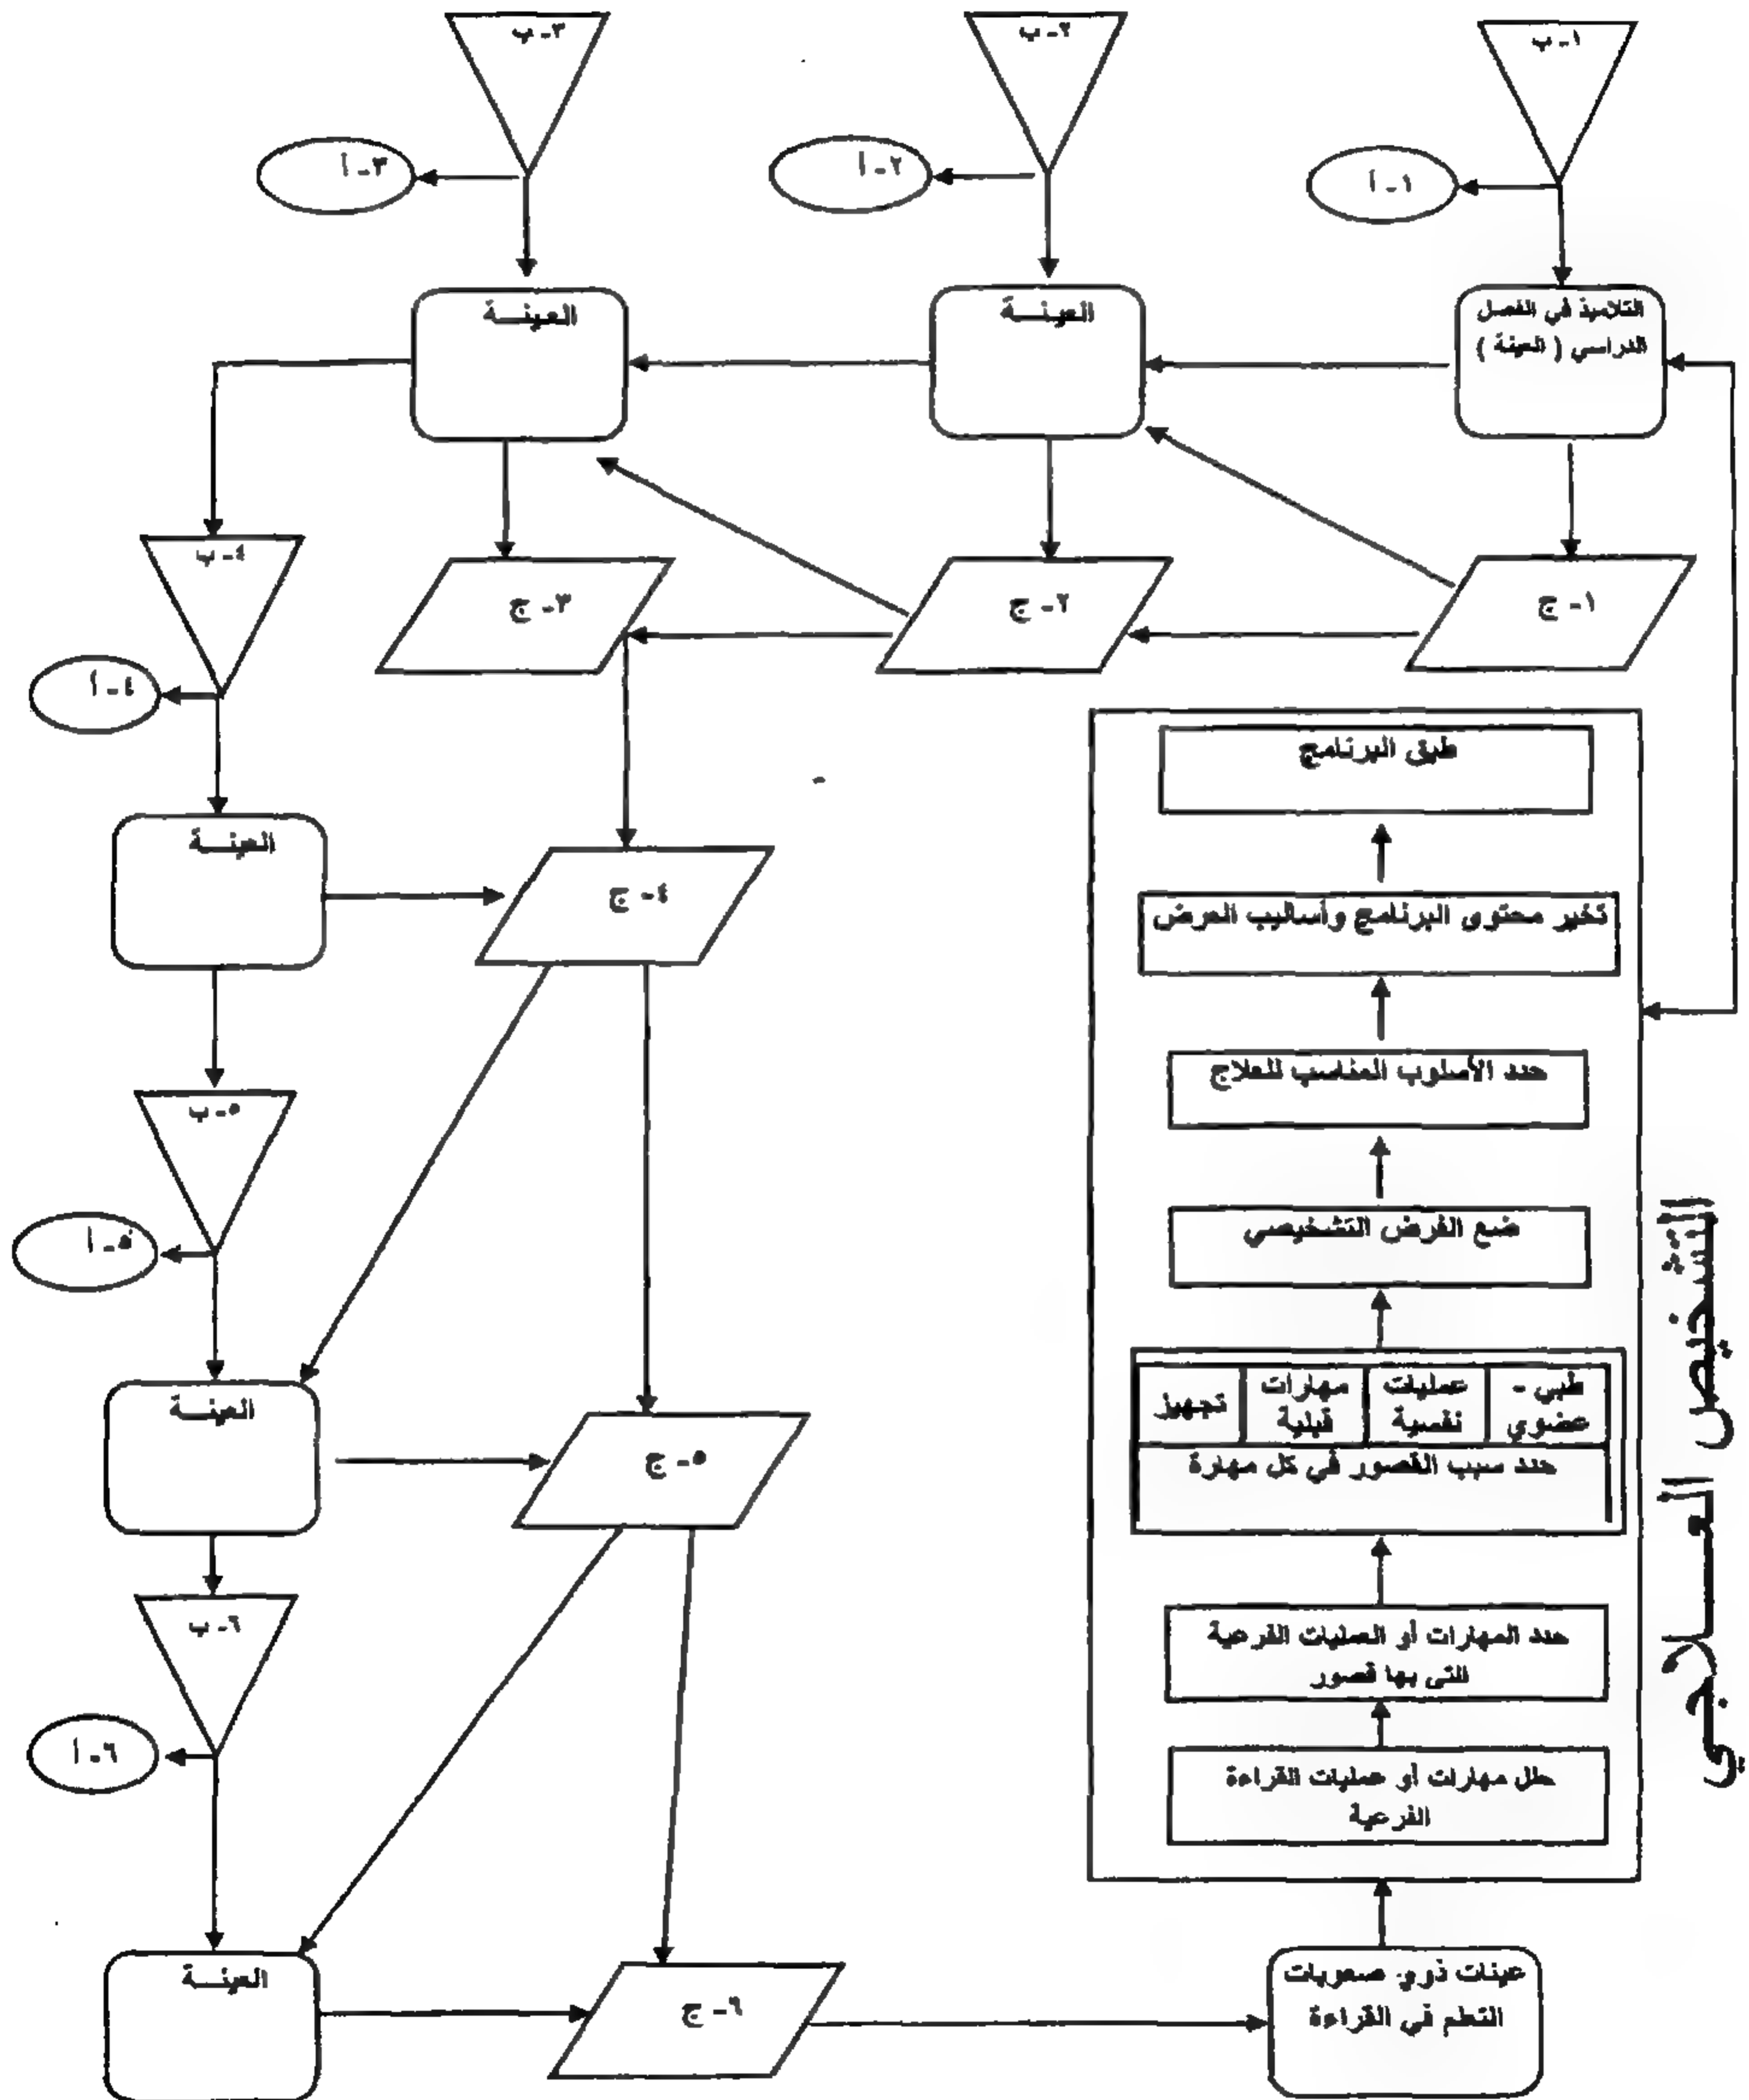 ١- ب
٢- ب
٣- ب
١- أ
٢- أ
٣- أ
التلاميذ في الفصل
الدراسي ( العينة )
العينــة
العينــة
١- ج
٢- ج
٣- ج
٤- ب
٤- أ
العينــة
٤- ج
٥- ب
٥- أ
العينــة
٥- ج
٦- ب
٦- أ
العينــة
٦- ج
عينات ذوي صعوبات
التعلم في القراءة
طبق البرنامج
تخير محتوى البرنامج وأساليب العرض
حدد الأسلوب المناسب للعلاج
ضع الفرض التشخيصي
طبي -
عضوي
عمليات
نفسية
مهارات
قبلية
تجهيز
حدد سبب القصور في كل مهارة
حدد المهارات أو العمليات الفرعية
التى بها قصور
حلل مهارات أو عمليات القراءة
الفرعية
التشخيص العــلاجي